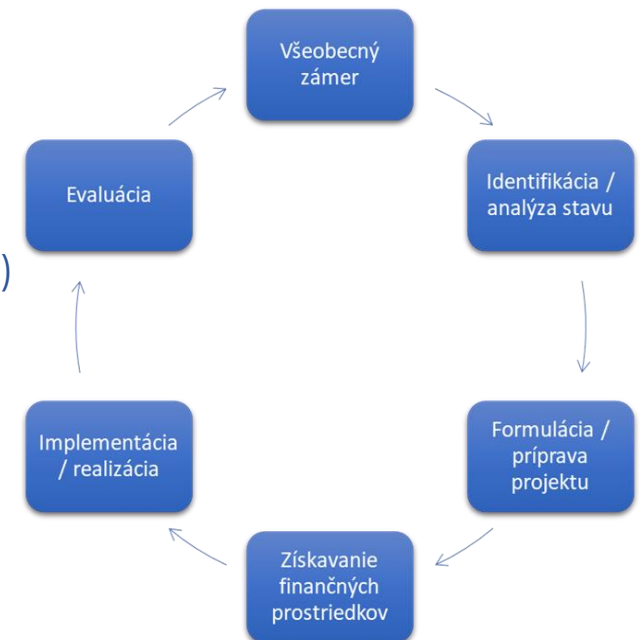 Všeobecný
zámer
Identifikácia /
analýza stavu
Formulácia /
príprava
projektu
Získavanie
finančných
prostriedkov
Implementácia
/ realizácia
Evaluácia
)